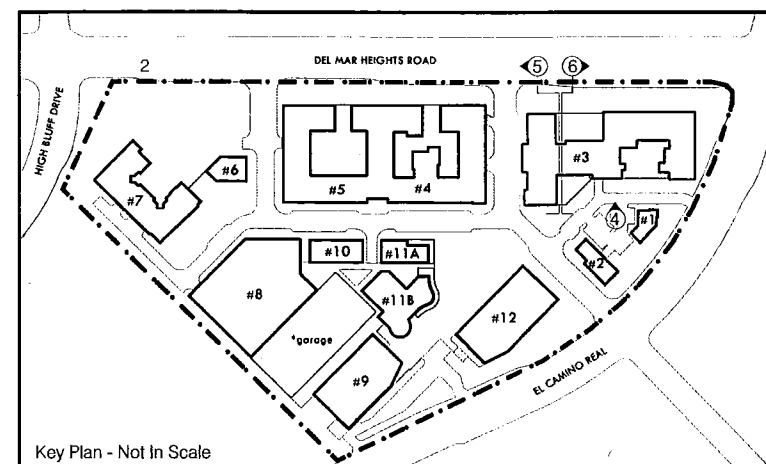 DEL MAR HEIGHTS ROAD
2
5
6
HIGH BLUFF DRIVE
#3
#6
#5
#4
#7
#1
4
#2
#10
#11A
#8
#11B
#12
*garage
#9
EL CAMINO REAL
Key Plan - Not In Scale